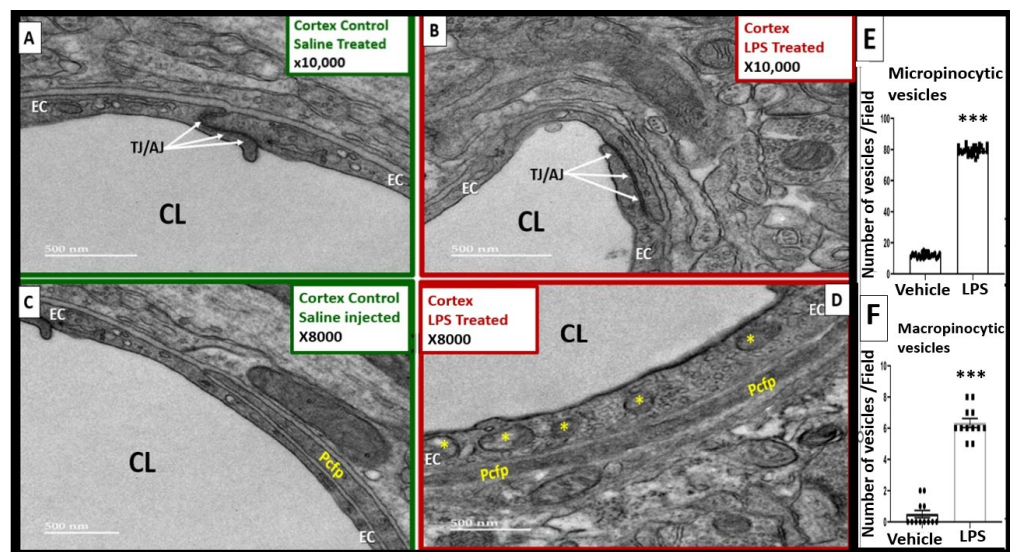 A
Cortex Control
Saline Treated
x10,000
EC
TJ/AJ
EC
CL
500 nm
B
Cortex
LPS Treated
X10,000
EC
TJ/AJ
CL
EC
500 nm
C
EC
Cortex Control
Saline injected
X8000
CL
Pcfp
EC
500 nm
Cortex
LPS Treated
X8000
D
CL
EC
*
*
*
*
*
Pcfp
EC
Pcfp
500 nm
E
Micropinocytic
vesicles
***
Number of vesicles /Field
100
80
60
40
20
0
Vehicle LPS
F
Macropinocytic
vesicles
***
Number of vesicles /Field
10
8
6
4
2
0
Vehicle LPS